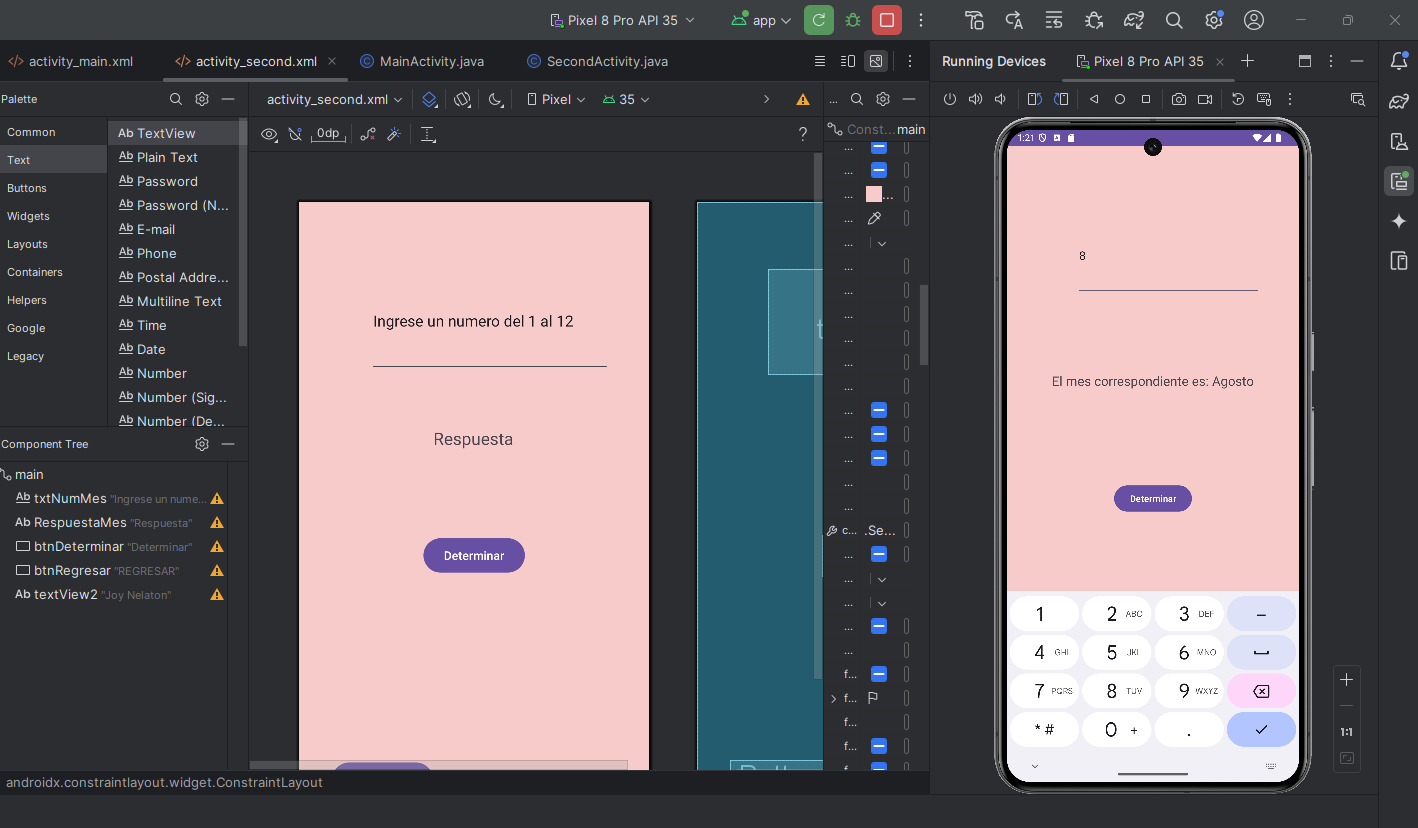 Pixel 8 Pro API 35
app
activity_main.xml
activity_second.xml
MainActivity.java
SecondActivity.java
Running Devices
Pixel 8 Pro API 35
Palette
activity_second.xml
Pixel
35
Common
Text
Buttons
Widgets
Layouts
Containers
Helpers
Google
Legacy
Ab TextView
Ab Plain Text
Ab Password
Ab Password (N...
Ab E-mail
Ab Phone
Ab Postal Addre...
Ab Multiline Text
Ab Time
Ab Date
Ab Number
Ab Number (Sig...
Ab Number (De...
0dp
?
Const... main
Component Tree
main
Ab txtNumMes "Ingrese un nume...
Ab RespuestaMes "Respuesta"
btnDeterminar "Determinar"
btnRegresar "REGRESAR"
Ab textView2 "Joy Nelaton"
Ingrese un numero del 1 al 12
Respuesta
Determinar
c... .Se...
f...
f...
f...
f...
1:21
8
El mes correspondiente es: Agosto
Determinar
1 2 ABC 3 DEF –
4 GHI 5 JKL 6 MNO
7 PQRS 8 TUV 9 WXYZ
* # 0 + .
1:1
androidx.constraintlayout.widget.ConstraintLayout